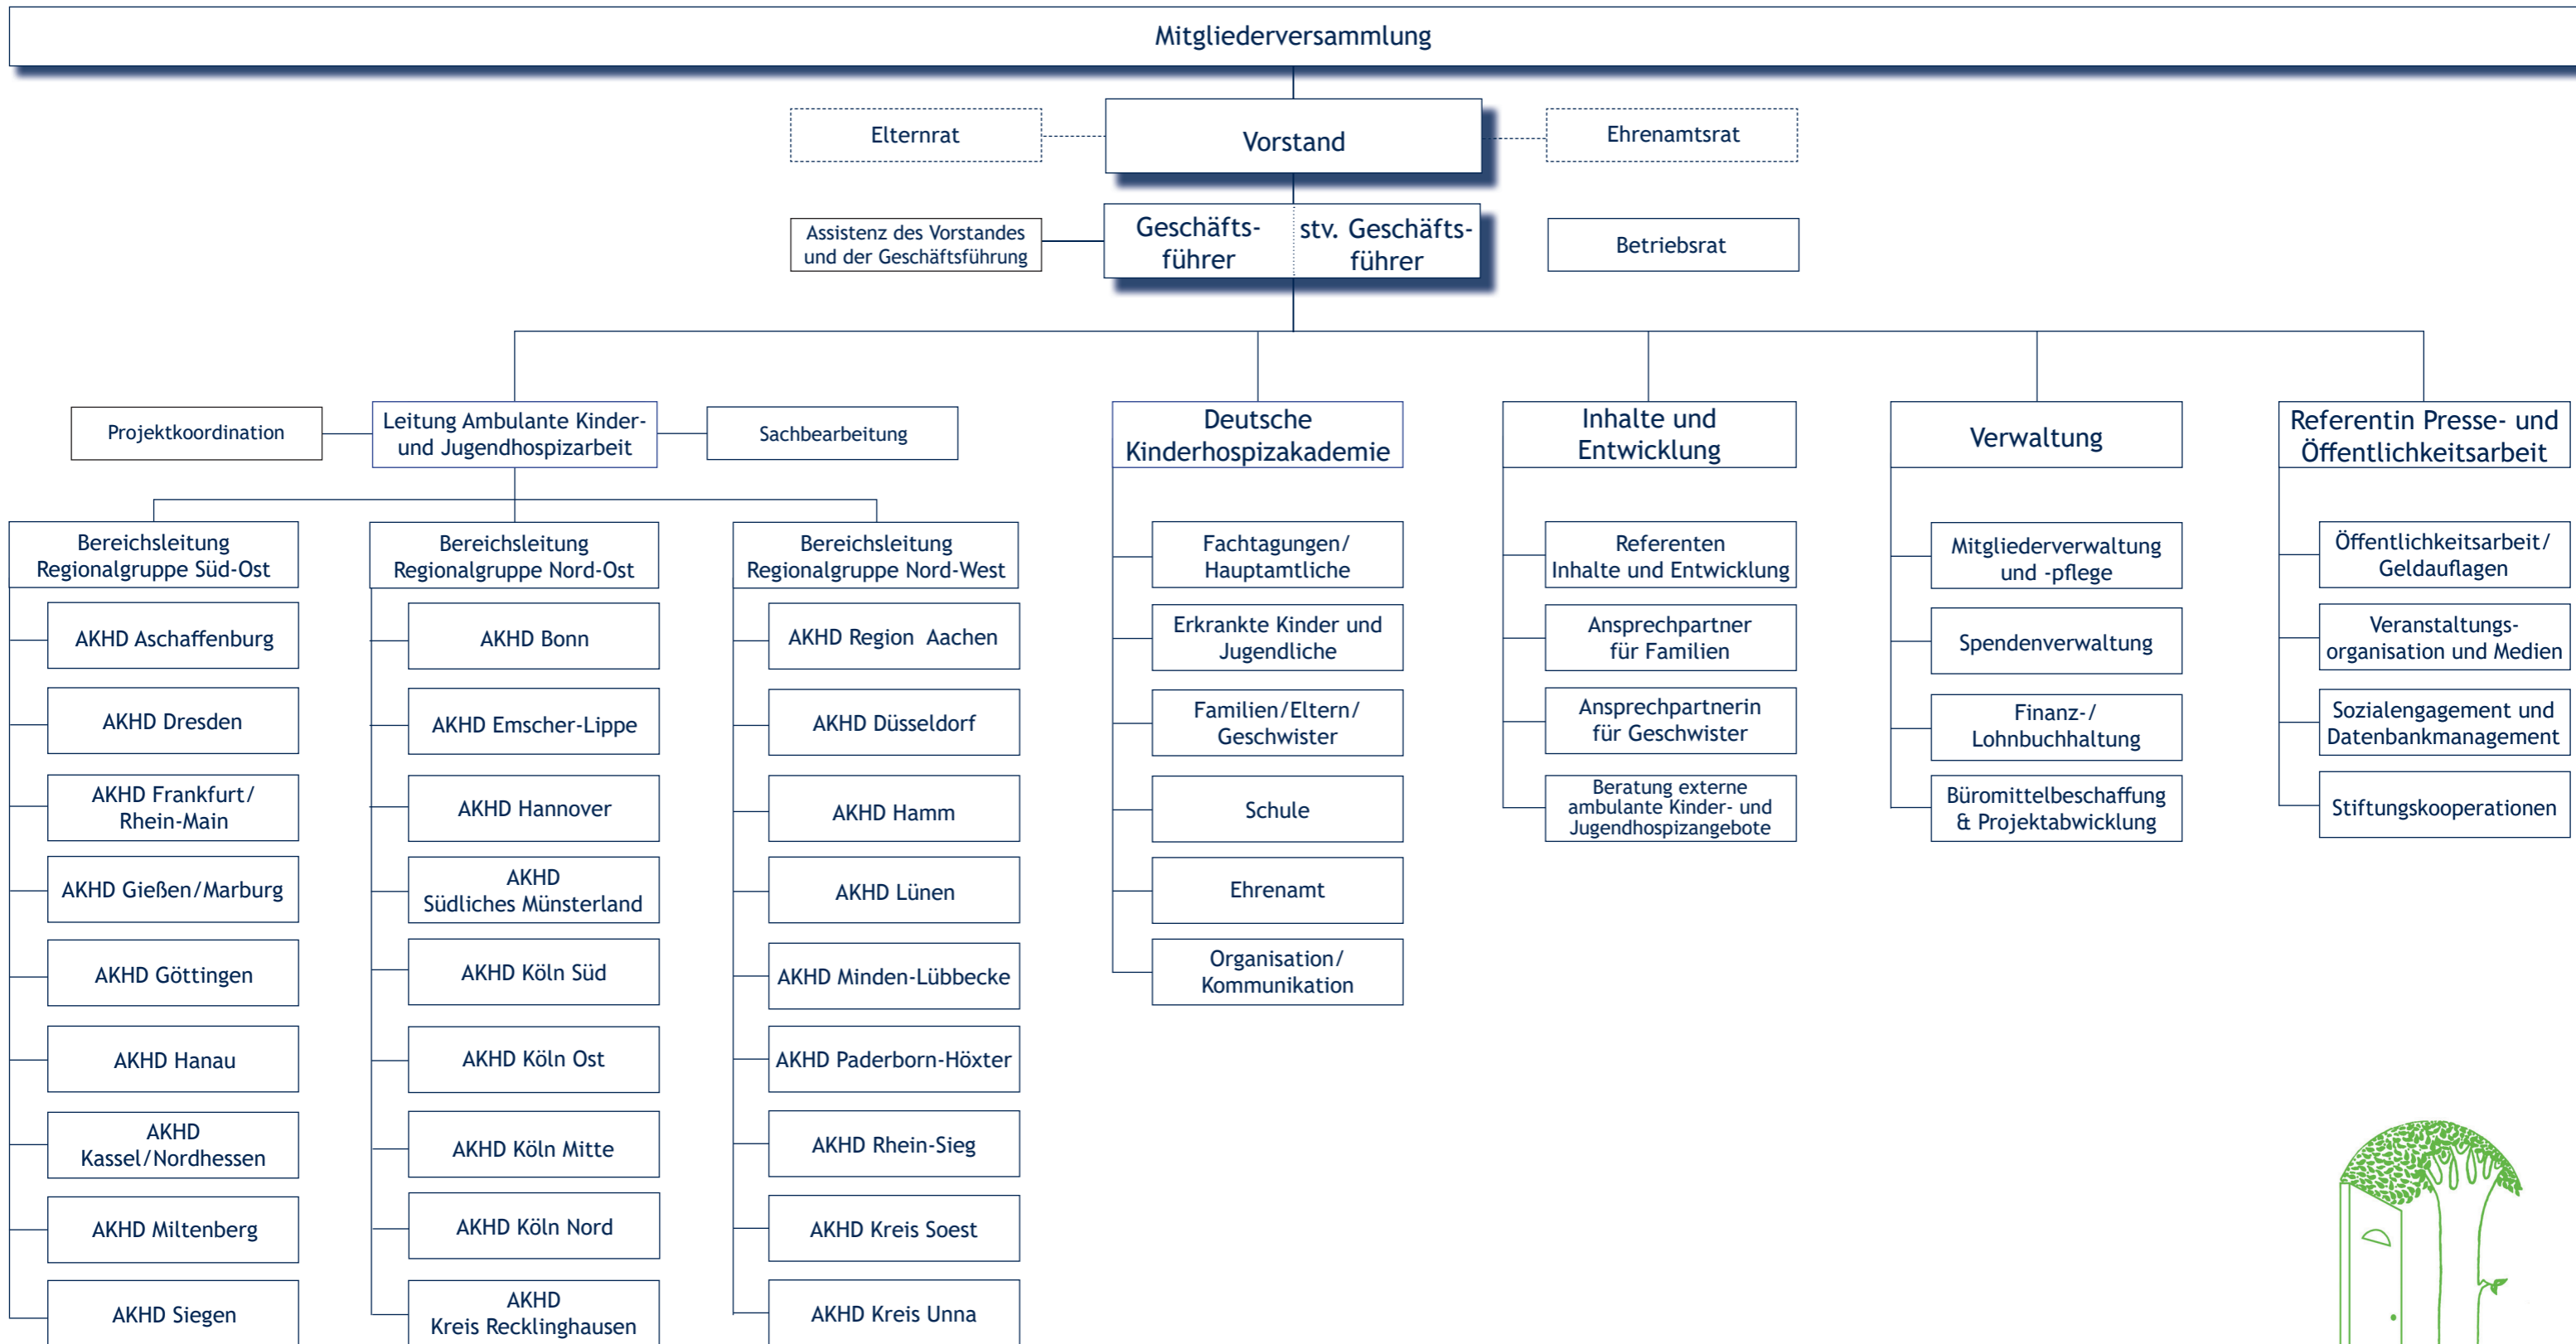 Mitgliederversammlung
Elternrat
Vorstand
Ehrenamtsrat
Assistenz des Vorstandes
und der Geschäftsführung
Geschäfts-
führer
stv. Geschäfts-
führer
Betriebsrat
Projektkoordination
Leitung Ambulante Kinder-
und Jugendhospizarbeit
Sachbearbeitung
Deutsche
Kinderhospizakademie
Inhalte und
Entwicklung
Verwaltung
Referentin Presse- und
Öffentlichkeitsarbeit
Bereichsleitung
Regionalgruppe Süd-Ost
AKHD Aschaffenburg
AKHD Dresden
AKHD Frankfurt/
Rhein-Main
AKHD Gießen/Marburg
AKHD Göttingen
AKHD Hanau
AKHD
Kassel/Nordhessen
AKHD Miltenberg
AKHD Siegen
Bereichsleitung
Regionalgruppe Nord-Ost
AKHD Bonn
AKHD Emscher-Lippe
AKHD Hannover
AKHD
Südliches Münsterland
AKHD Köln Süd
AKHD Köln Ost
AKHD Köln Mitte
AKHD Köln Nord
AKHD
Kreis Recklinghausen
Bereichsleitung
Regionalgruppe Nord-West
AKHD Region Aachen
AKHD Düsseldorf
AKHD Hamm
AKHD Lünen
AKHD Minden-Lübbecke
AKHD Paderborn-Höxter
AKHD Rhein-Sieg
AKHD Kreis Soest
AKHD Kreis Unna
Fachtagungen/
Hauptamtliche
Erkrankte Kinder und
Jugendliche
Familien/Eltern/
Geschwister
Schule
Ehrenamt
Organisation/
Kommunikation
Referenten
Inhalte und Entwicklung
Ansprechpartner
für Familien
Ansprechpartnerin
für Geschwister
Beratung externe
ambulante Kinder- und
Jugendhospizangebote
Mitgliederverwaltung
und -pflege
Spendenverwaltung
Finanz-/
Lohnbuchhaltung
Büromittelbeschaffung
& Projektabwicklung
Öffentlichkeitsarbeit/
Geldauflagen
Veranstaltungs-
organisation und Medien
Sozialengagement und
Datenbankmanagement
Stiftungskooperationen